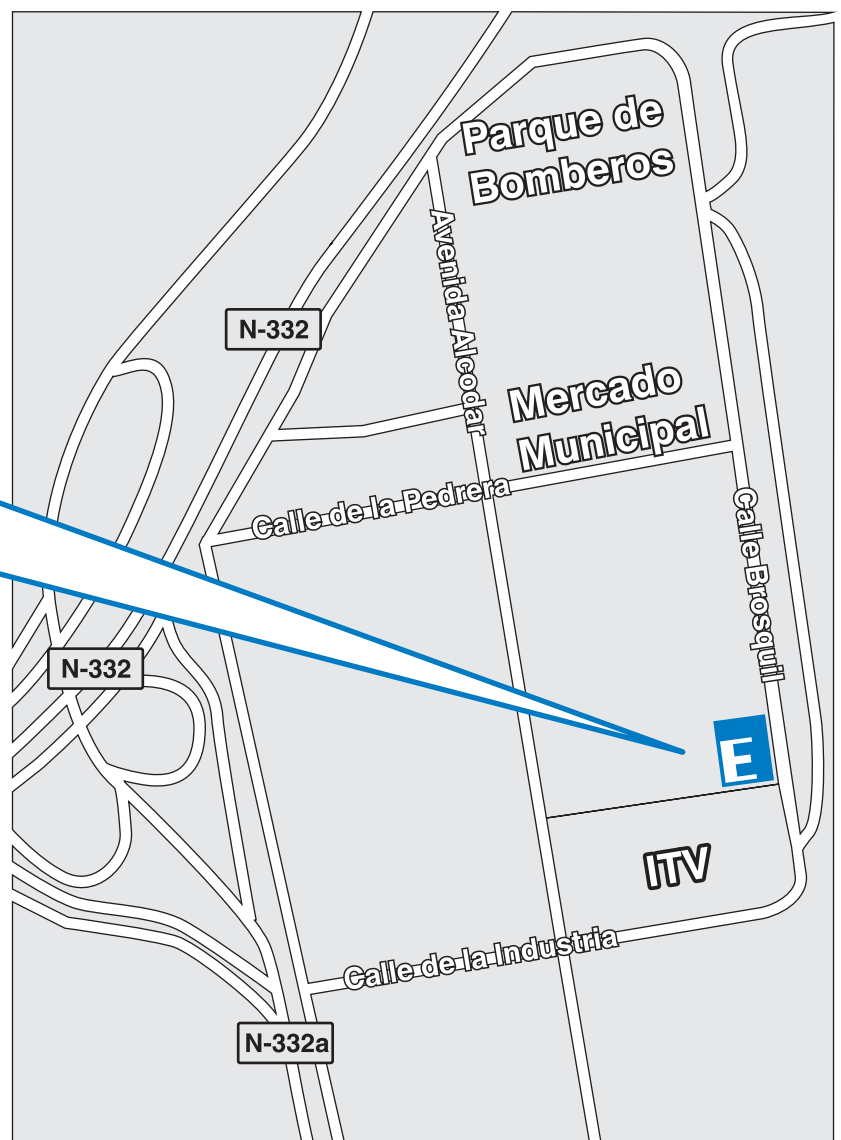 Parque de
Bomberos
Avenida Alcodar
N-332
Mercado
Municipal
Calle de la Pedrera
Calle Brosquil
N-332
E
ITV
Calle de la Industria
N-332a